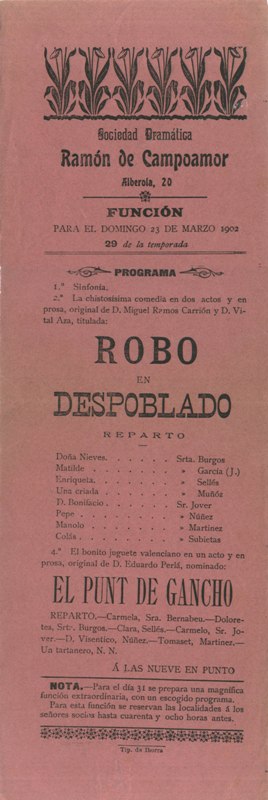 Sociedad Dramática
Ramón de Campoamor
Alberola, 20
FUNCIÓN
PARA EL DOMINGO 23 DE MARZO 1902
29 de la temporada
PROGRAMA
1.º Sinfonía.
2.º La chistosísima comedia en dos actos y en
prosa, original de D. Miguel Ramos Carrión y D. Vi-
tal Aza, titulada:
ROBO
EN
DESPOBLADO
REPARTO
Doña Nieves. . . . . . Srta. Burgos
Matilde . . . . . . . » García (J.)
Enriqueta. . . . . . . » Sellés
Una criada . . . . . . » Muñóz
D. Bonifacio . . . . . . Sr. Jover
Pepe . . . . . . . . » Núñez
Manolo . . . . . . . » Martinez
Colás . . . . . . . . » Subietas
4.º El bonito juguete valenciano en un acto y en
prosa, original de D. Eduardo Perlá, nominado:
EL PUNT DE GANCHO
REPARTO.—Carmela, Sra. Bernabeu.—Dolore-
tea, Srta. Burgos.—Clara, Sellés.—Carmelo, Sr. Jo-
ver.—D. Visentico, Núñez.—Tomaset, Martinez.—
Un tartanero, N. N.
Á LAS NUEVE EN PUNTO
NOTA.—Para el día 31 se prepara una magnífica
función extraordinaria, con un escogido programa.
Para esta función se reservan las localidades á los
señores socios hasta cuarenta y ocho horas antes.
Tip. de Iborra